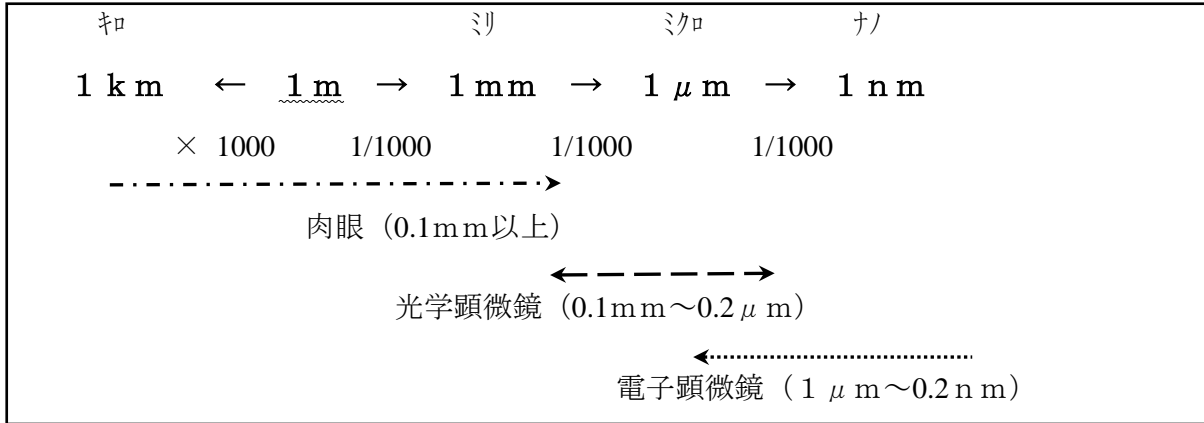 ｷﾛ ﾐﾘ ﾐｸﾛ ﾅﾉ
１ｋｍ ← １ｍ → １ｍｍ → １μｍ → １ｎｍ
× 1000 1/1000 1/1000 1/1000
肉眼（0.1ｍｍ以上）
光学顕微鏡（0.1ｍｍ～0.2μｍ）
電子顕微鏡（１μｍ～0.2ｎｍ）